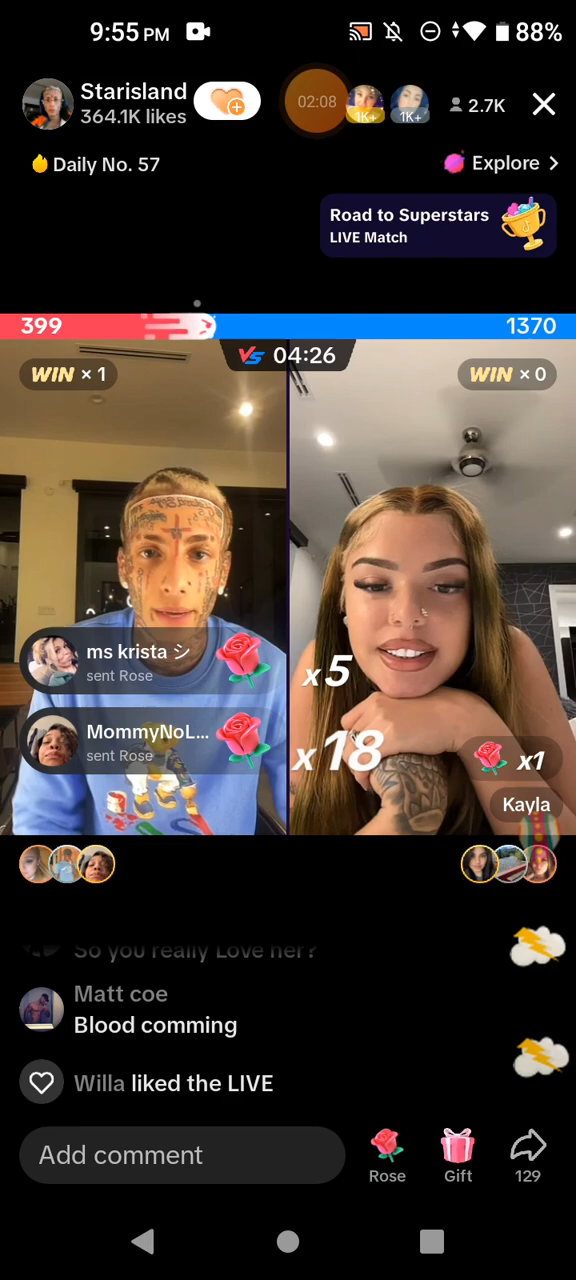 9:55 PM
88%
Starisland
364.1K likes
02:08
1K+
1K+
2.7K
Daily No. 57
Explore
Road to Superstars
LIVE Match
399
1370
VS 04:26
WIN × 1
WIN × 0
ms krista シ
sent Rose
x5
MommyNoL...
sent Rose
x18
x1
Kayla
So you really Love her?
Matt coe
Blood comming
Willa liked the LIVE
Add comment
Rose
Gift
129